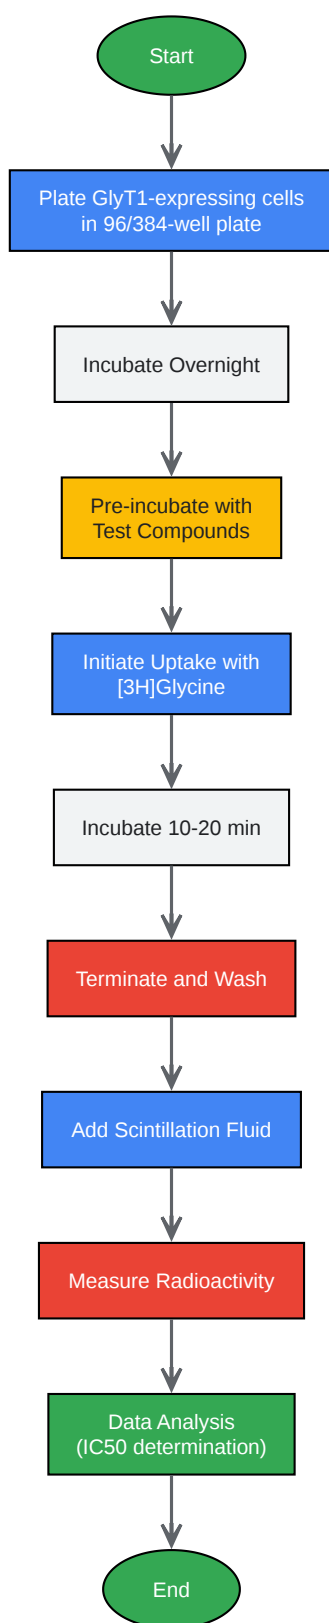 Start
Plate GlyT1-expressing cells
in 96/384-well plate
Incubate Overnight
Pre-incubate with
Test Compounds
Initiate Uptake with
[3H]Glycine
Incubate 10-20 min
Terminate and Wash
Add Scintillation Fluid
Measure Radioactivity
Data Analysis
(IC50 determination)
End